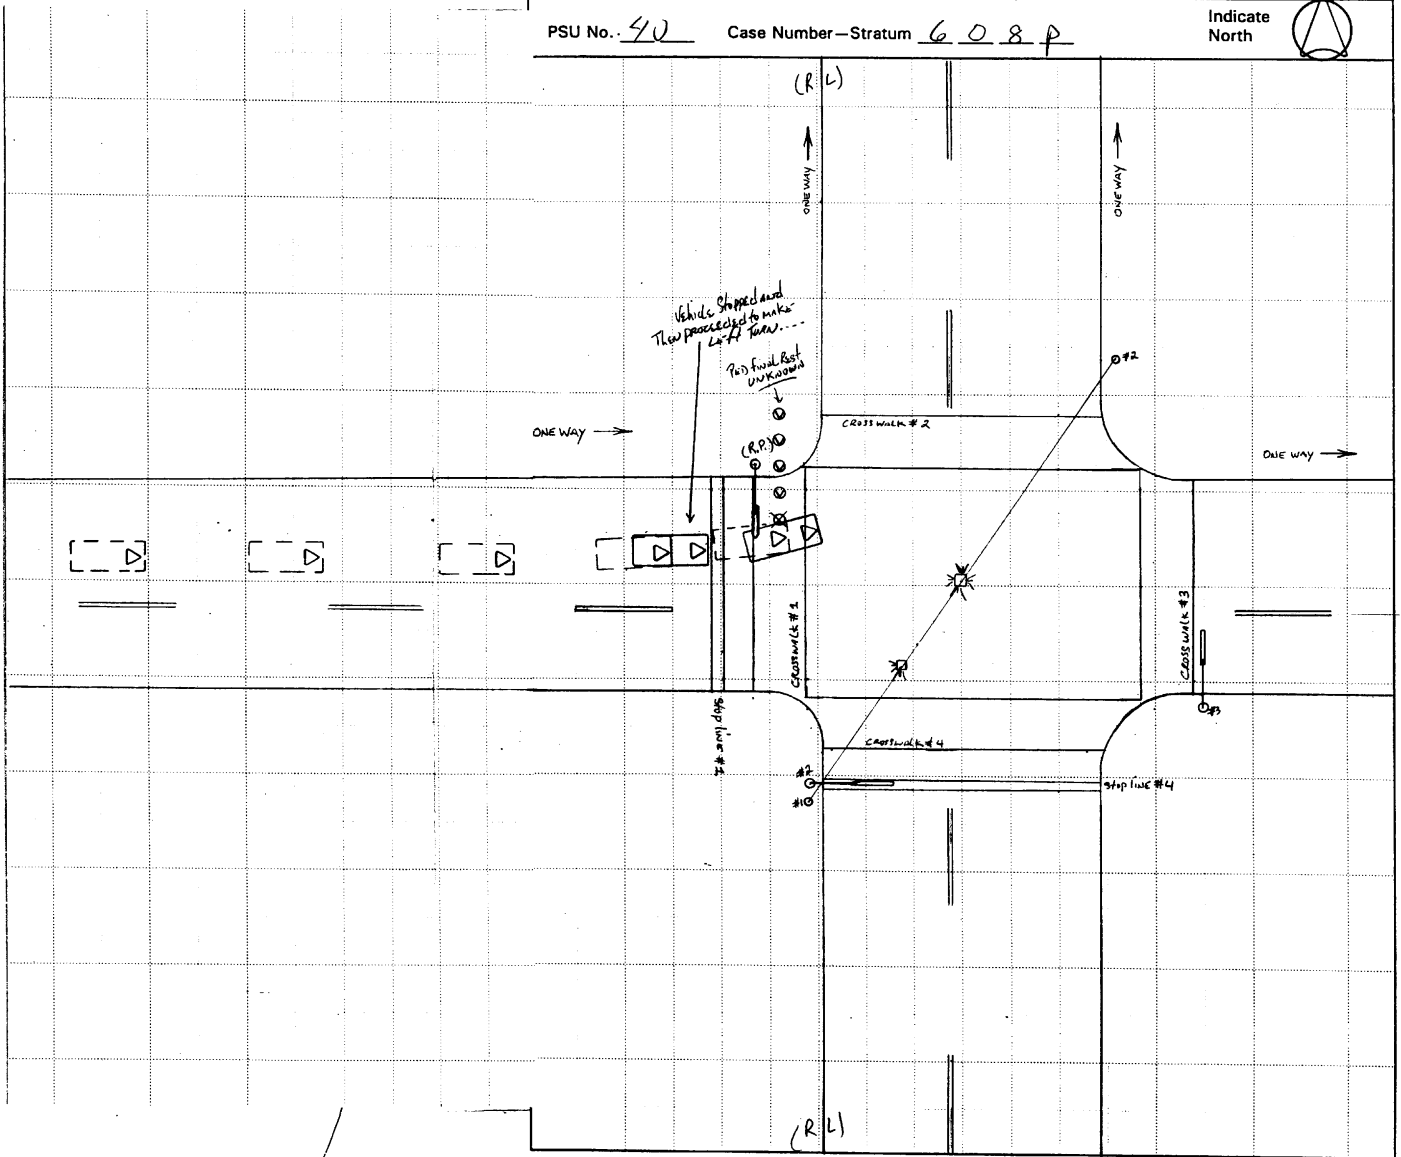 PSU No.. 40 Case Number—Stratum 6 0 8 P
Indicate
North
(R L)
ONE WAY
ONE WAY
Vehicle Stopped and
Then proceeded to make
Left Turn....
Ped final Rest
UNKNOWN
#2
CROSSWALK #2
ONE WAY
(R.P.)
ONE WAY
CROSSWALK #1
CROSSWALK #3
#3
stop line #1
CROSSWALK #4
#2
#1
stop line #4
(R L)